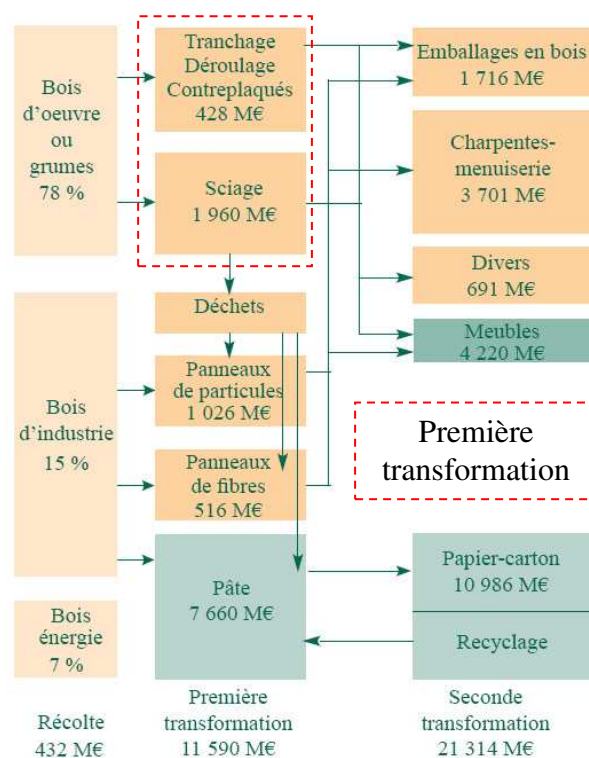 Bois
d'oeuvre
ou
grumes
78 %
Tranchage
Déroulage
Contreplaqués
428 M€
Sciage
1 960 M€
Emballages en bois
1 716 M€
Charpentes-
menuiserie
3 701 M€
Divers
691 M€
Meubles
4 220 M€
Déchets
Bois
d'industrie
15 %
Panneaux
de particules
1 026 M€
Panneaux
de fibres
516 M€
Première
transformation
Pâte
7 660 M€
Papier-carton
10 986 M€
Recyclage
Bois
énergie
7 %
Récolte
432 M€
Première
transformation
11 590 M€
Seconde
transformation
21 314 M€